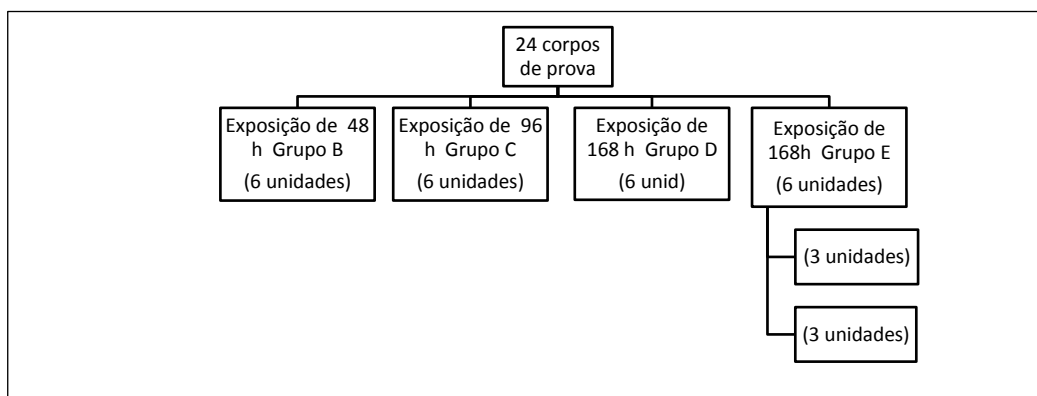 24 corpos
de prova
Exposição de 48
h Grupo B
(6 unidades)
Exposição de 96
h Grupo C
(6 unidades)
Exposição de
168 h Grupo D
(6 unid)
Exposição de
168h Grupo E
(6 unidades)
(3 unidades)
(3 unidades)